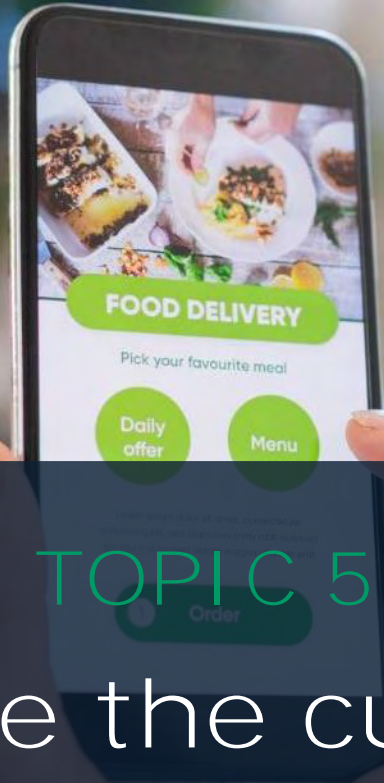 FOOD DELIVERY
Pick your favourite meal
Daily
offer
Menu
TOPIC 5
Order
e the cu